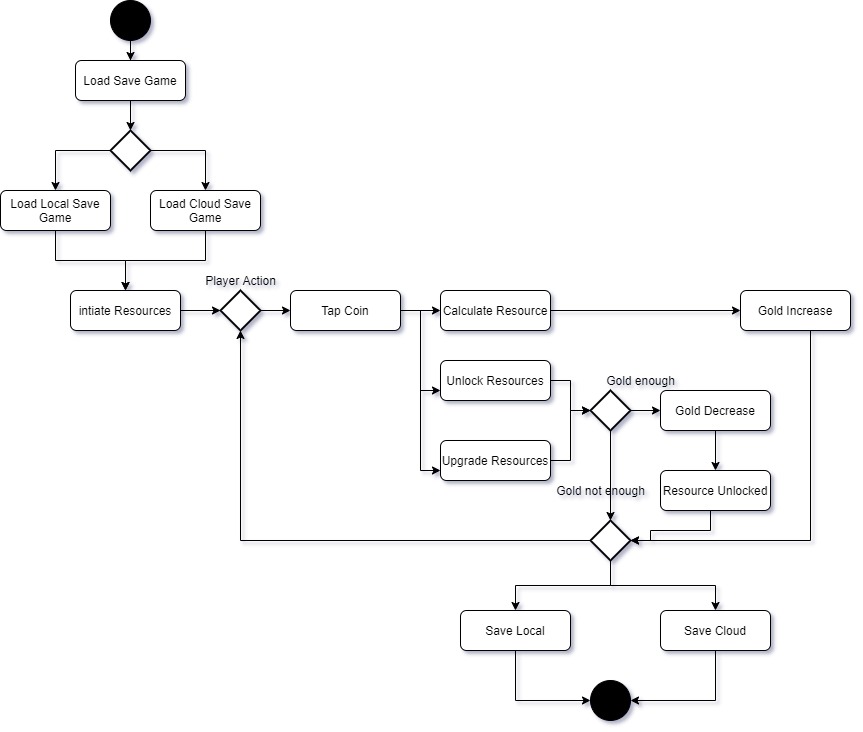 Load Save Game
Load Local Save
Game
Load Cloud Save
Game
Player Action
intiate Resources
Tap Coin
Calculate Resource
Gold Increase
Unlock Resources
Gold enough
Gold Decrease
Upgrade Resources
Gold not enough
Resource Unlocked
Save Local
Save Cloud